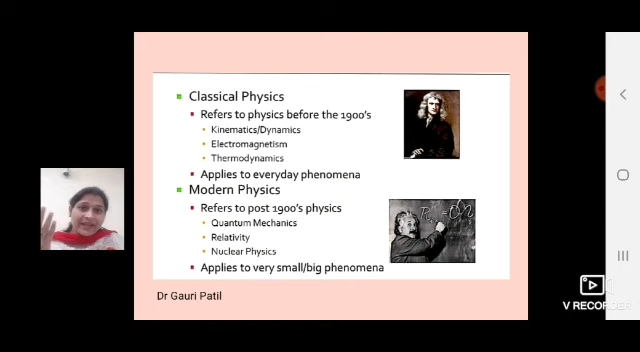 Classical Physics
Refers to physics before the 1900's
Kinematics/Dynamics
Electromagnetism
Thermodynamics
Applies to everyday phenomena
Modern Physics
Refers to post 1900's physics
Quantum Mechanics
Relativity
Nuclear Physics
Applies to very small/big phenomena
Dr Gauri Patil
V RECORDER